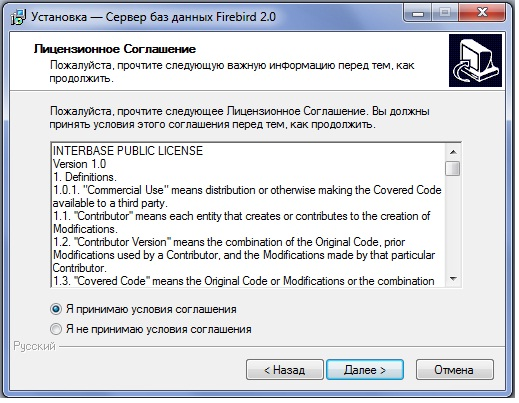 Установка — Сервер баз данных Firebird 2.0
Лицензионное Соглашение
Пожалуйста, прочтите следующую важную информацию перед тем, как
продолжить.
Пожалуйста, прочтите следующее Лицензионное Соглашение. Вы должны
принять условия этого соглашения перед тем, как продолжить.
INTERBASE PUBLIC LICENSE
Version 1.0
1. Definitions.
1.0.1. "Commercial Use" means distribution or otherwise making the Covered Code
available to a third party.
1.1. "Contributor" means each entity that creates or contributes to the creation of
Modifications.
1.2. "Contributor Version" means the combination of the Original Code, prior
Modifications used by a Contributor, and the Modifications made by that particular
Contributor.
1.3. "Covered Code" means the Original Code or Modifications or the combination
Я принимаю условия соглашения
Я не принимаю условия соглашения
Русский
< Назад
Далее >
Отмена